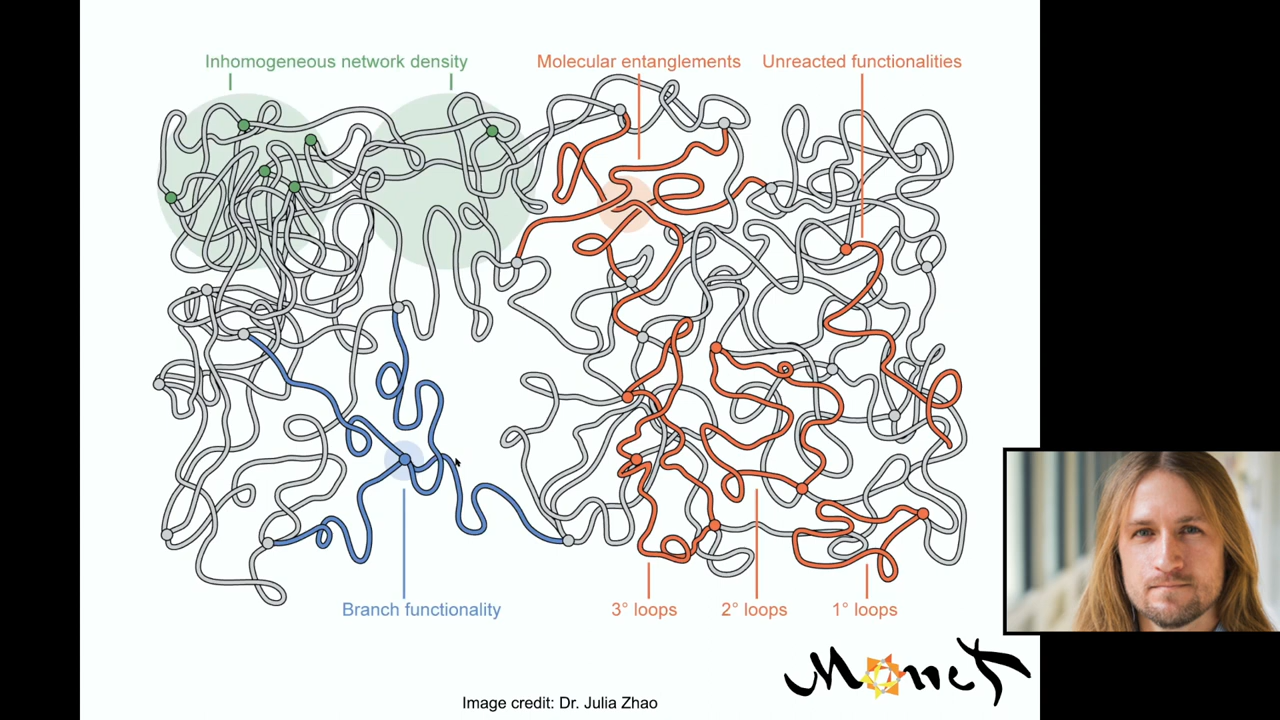 Inhomogeneous network density
Molecular entanglements
Unreacted functionalities
Branch functionality
3° loops
2° loops
1° loops
Monet
Image credit: Dr. Julia Zhao